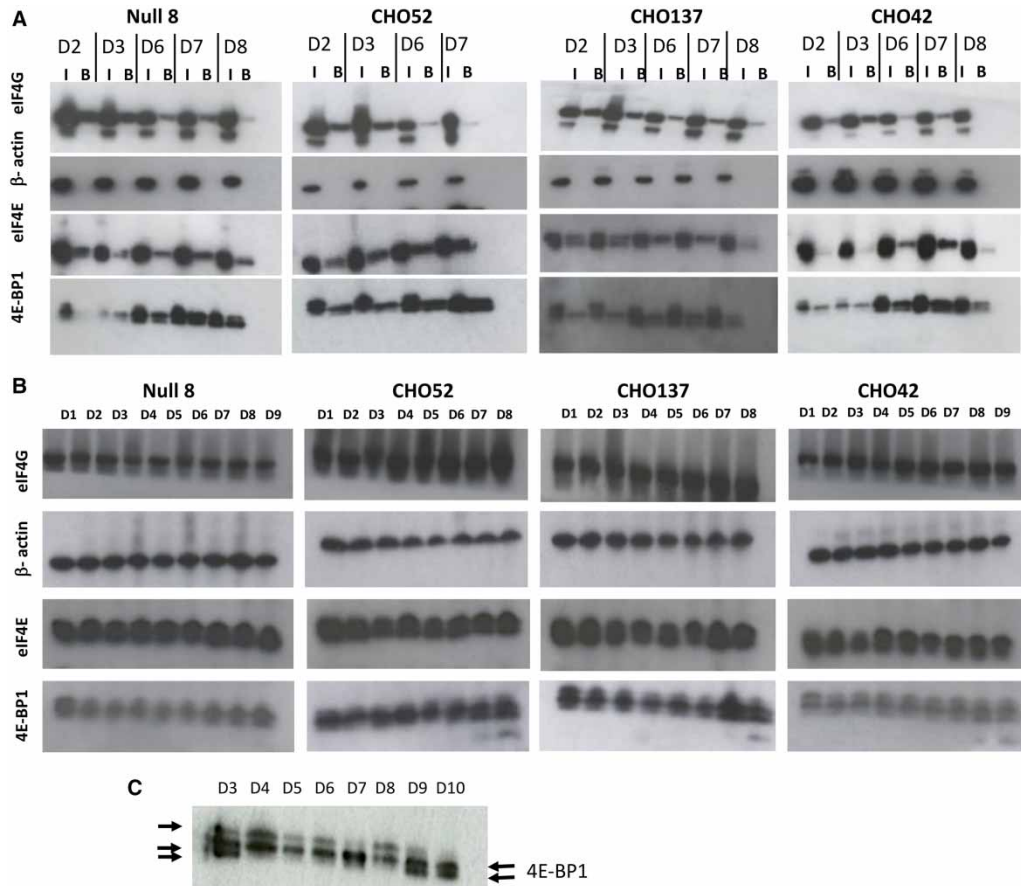 A
Null 8 CHO52 CHO137 CHO42
D2 D3 D6 D7 D8 D2 D3 D6 D7 D2 D3 D6 D7 D8 D2 D3 D6 D7 D8
I B I B I B I B I B I B I B I B I B I B I B I B I B I B I B I B I B I B I B
eIF4G
β- actin
eIF4E
4E-BP1
B
Null 8 CHO52 CHO137 CHO42
D1 D2 D3 D4 D5 D6 D7 D8 D9 D1 D2 D3 D4 D5 D6 D7 D8 D1 D2 D3 D4 D5 D6 D7 D8 D1 D2 D3 D4 D5 D6 D7 D8 D9
eIF4G
β- actin
eIF4E
4E-BP1
C
D3 D4 D5 D6 D7 D8 D9 D10
4E-BP1